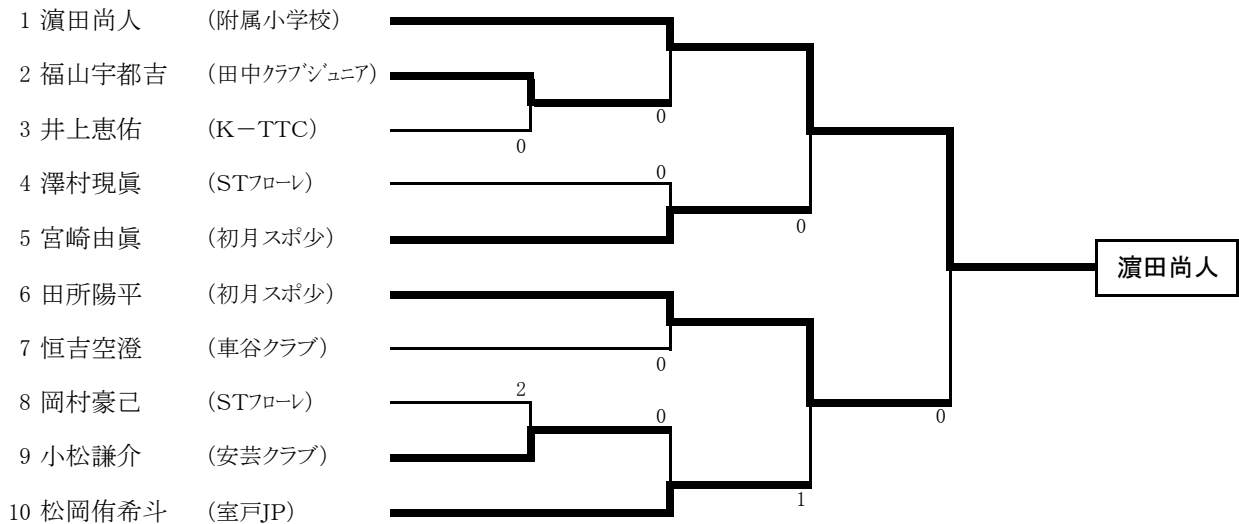 1 濵田尚人 (附属小学校)
2 福山宇都吉 (田中クラブジュニア)
0
3 井上恵佑 (K-TTC)
0
0
4 澤村現眞 (STフローレ)
0
5 宮崎由眞 (初月スポ少)
濵田尚人
6 田所陽平 (初月スポ少)
7 恒吉空澄 (車谷クラブ)
0
2
8 岡村豪己 (STフローレ)
0
0
9 小松謙介 (安芸クラブ)
1
10 松岡侑希斗 (室戸JP)